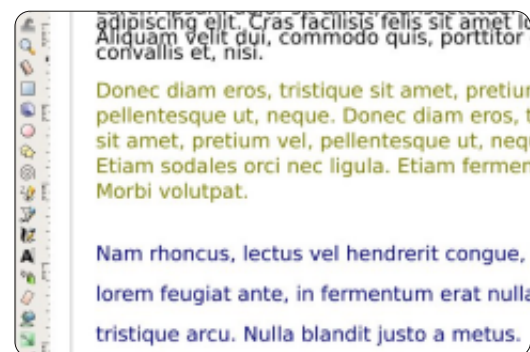 adipiscing elit. Cras facilisis felis sit amet
Aliquam velit dui, commodo quis, porttitor
convallis et, nisi.
Donec diam eros, tristique sit amet, pretiu
pellentesque ut, neque. Donec diam eros, t
sit amet, pretium vel, pellentesque ut, neq
Etiam sodales orci nec ligula. Etiam fermen
Morbi volutpat.
Nam rhoncus, lectus vel hendrerit congue,
lorem feugiat ante, in fermentum erat nulla
tristique arcu. Nulla blandit justo a metus.